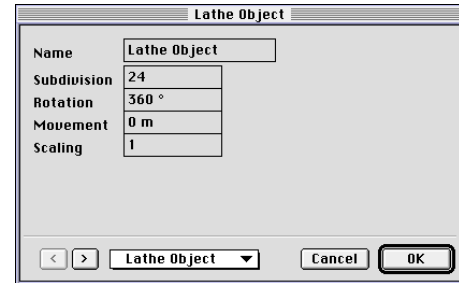 Lathe Object
Name Lathe Object
Subdivision 24
Rotation 360 °
Movement 0 m
Scaling 1
< > Lathe Object Cancel OK